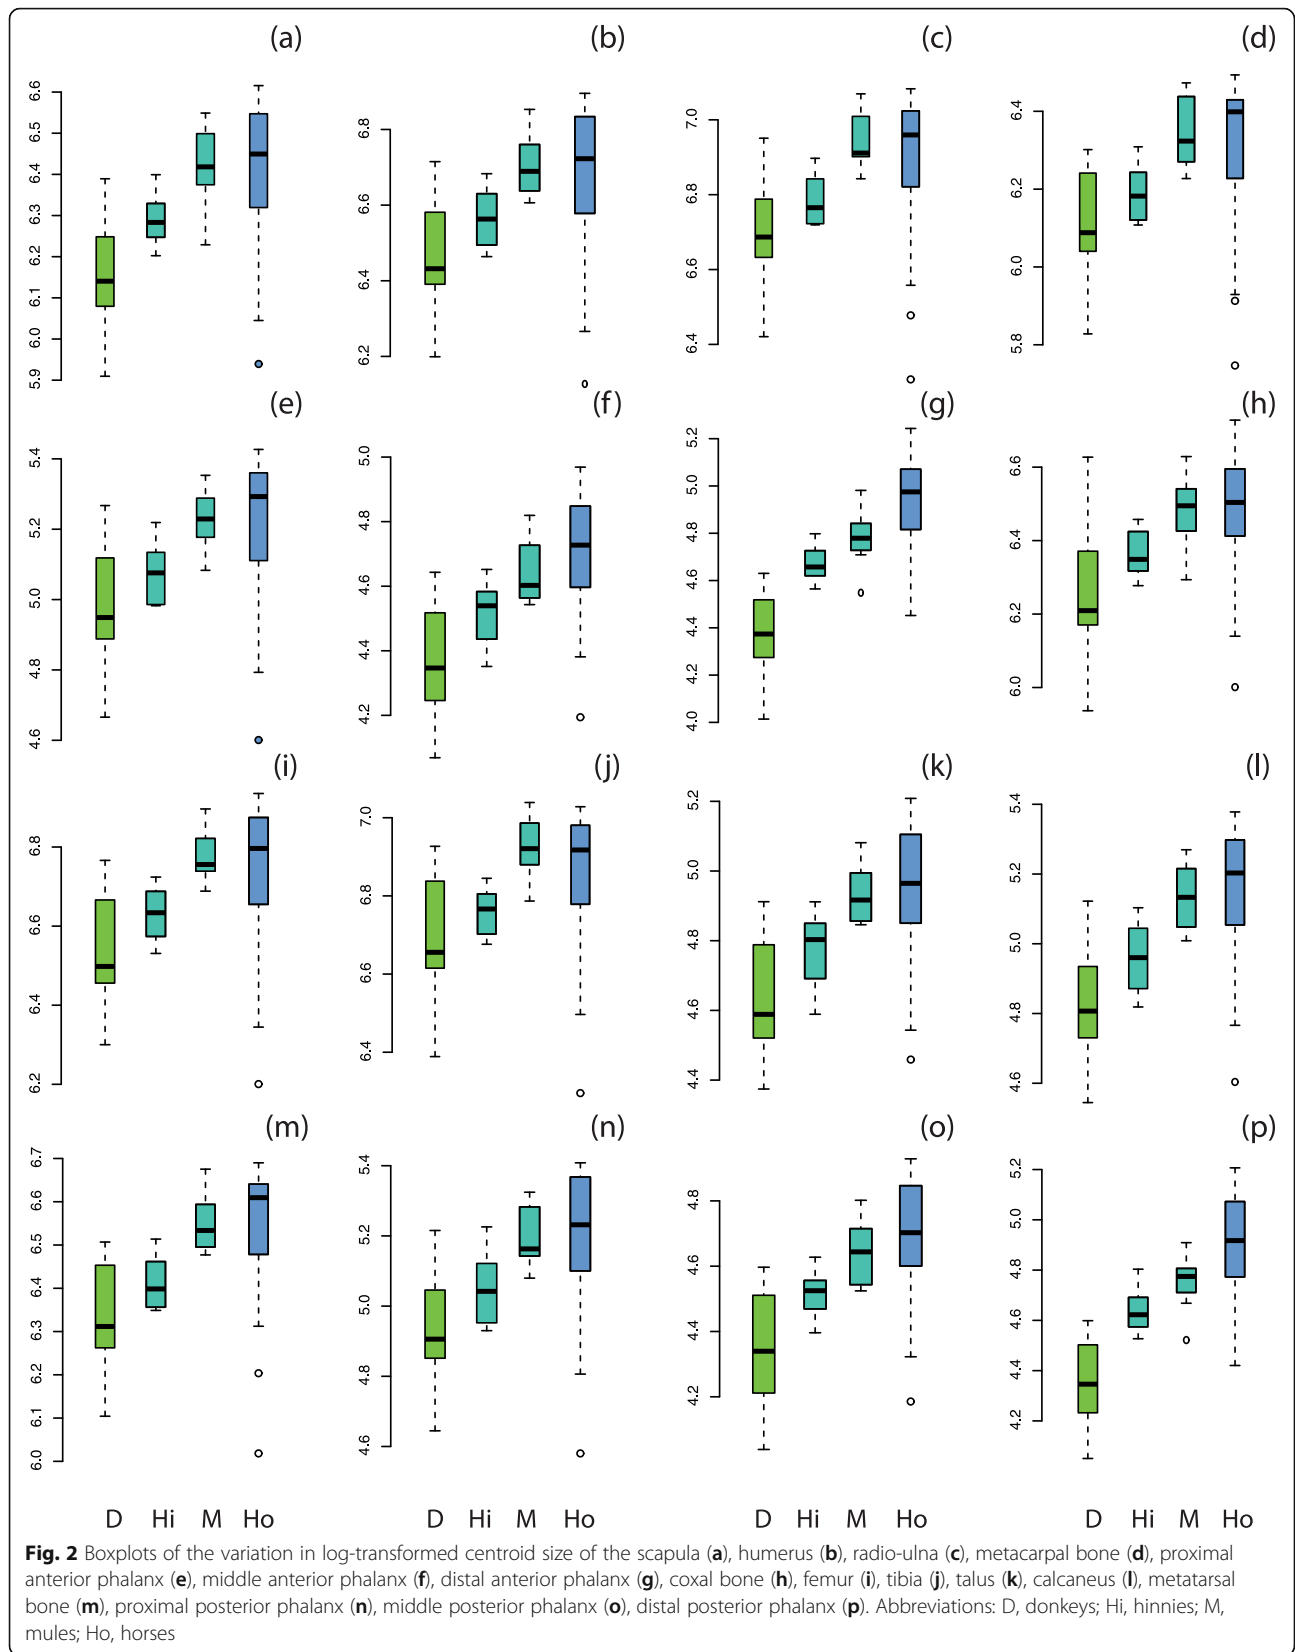 (a) (b) (c) (d)
6.6 6.5 6.4 6.3 6.2 6.1 6.0 5.9
6.8 6.6 6.4 6.2
7.0 6.8 6.6 6.4
6.4 6.2 6.0 5.8
(e) (f) (g) (h)
5.4 5.2 5.0 4.8 4.6
5.0 4.8 4.6 4.4 4.2
5.2 5.0 4.8 4.6 4.4 4.2 4.0
6.6 6.4 6.2 6.0
(i) (j) (k) (l)
6.8 6.6 6.4 6.2
7.0 6.8 6.6 6.4
5.2 5.0 4.8 4.6 4.4
5.4 5.2 5.0 4.8 4.6
(m) (n) (o) (p)
6.7 6.6 6.5 6.4 6.3 6.2 6.1 6.0
5.4 5.2 5.0 4.8 4.6
4.8 4.6 4.4 4.2
5.2 5.0 4.8 4.6 4.4 4.2
D Hi M Ho D Hi M Ho D Hi M Ho D Hi M Ho
Fig. 2 Boxplots of the variation in log-transformed centroid size of the scapula (a), humerus (b), radio-ulna (c), metacarpal bone (d), proximal
anterior phalanx (e), middle anterior phalanx (f), distal anterior phalanx (g), coxal bone (h), femur (i), tibia (j), talus (k), calcaneus (l), metatarsal
bone (m), proximal posterior phalanx (n), middle posterior phalanx (o), distal posterior phalanx (p). Abbreviations: D, donkeys; Hi, hinnies; M,
mules; Ho, horses